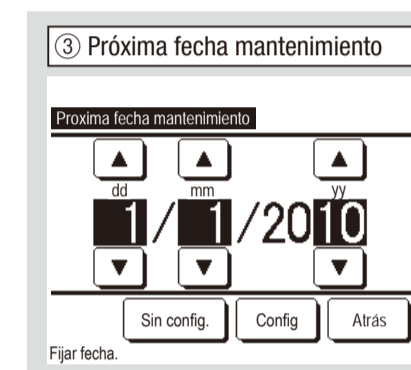 ③ Próxima fecha mantenimiento
Proxima fecha mantenimiento
▲ ▲ ▲
dd mm yy
1/ 1/2010
▼ ▼ ▼
Sin config. Config Atrás
Fijar fecha.